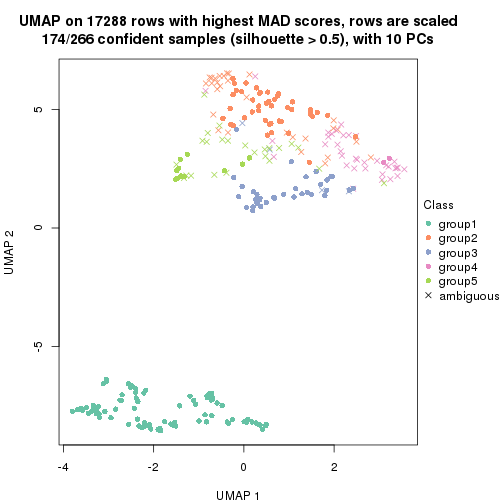 UMAP on 17288 rows with highest MAD scores, rows are scaled
174/266 confident samples (silhouette > 0.5), with 10 PCs
5
0
-5
UMAP 2
-4
-2
0
2
UMAP 1
Class
group1
group2
group3
group4
group5
ambiguous